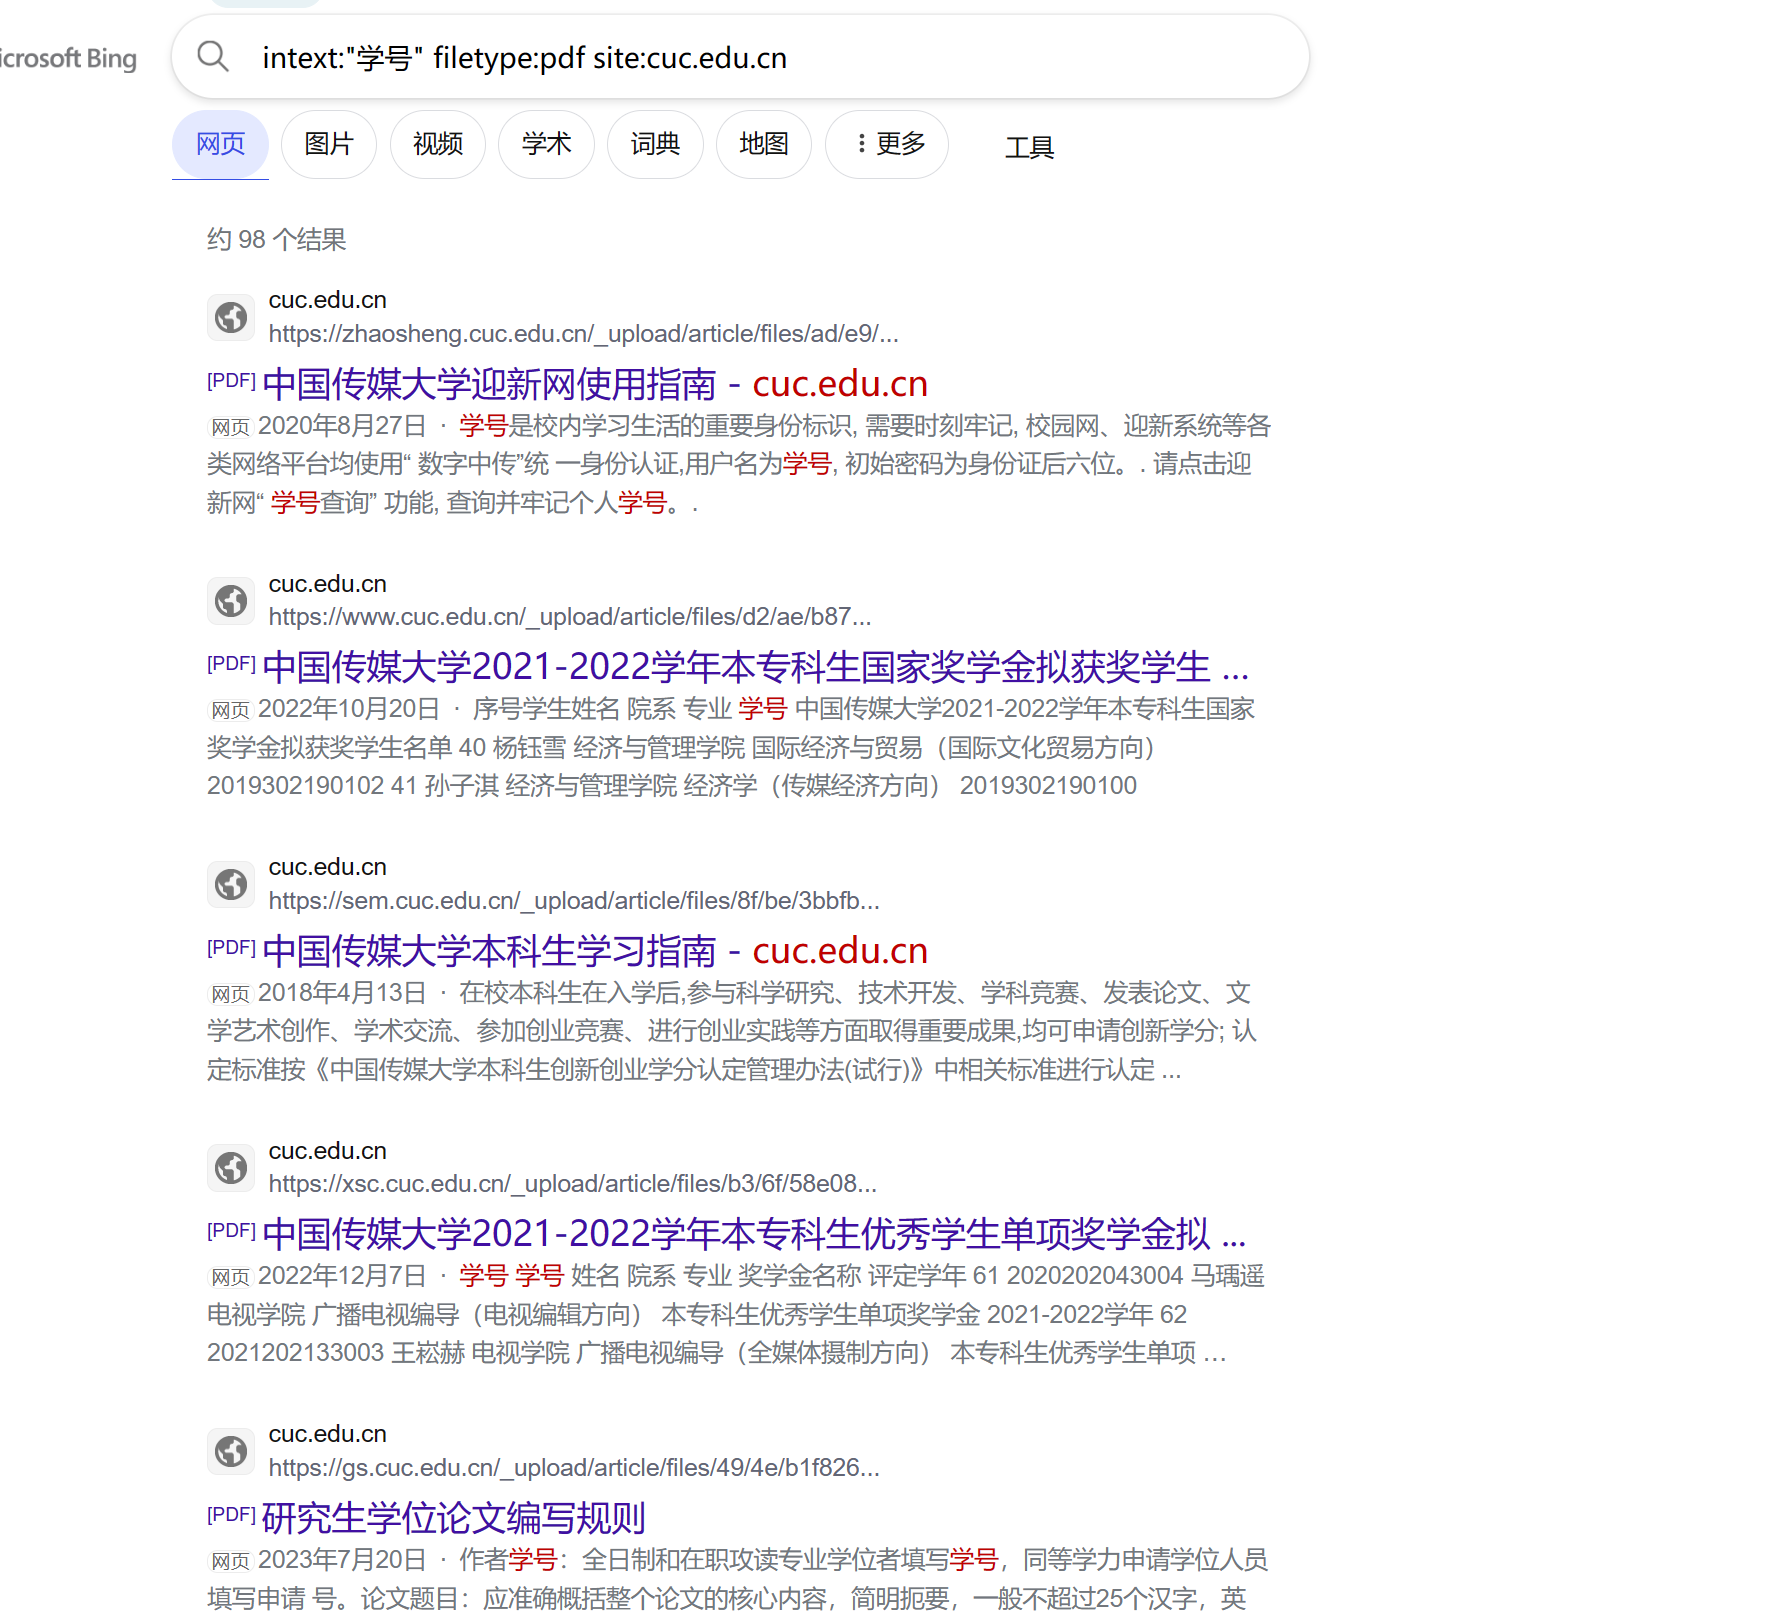 icrosoft Bing
intext:"学号" filetype:pdf site:cuc.edu.cn
网页 图片 视频 学术 词典 地图 更多 工具
约 98 个结果
cuc.edu.cn
https://zhaosheng.cuc.edu.cn/_upload/article/files/ad/e9/...
[PDF] 中国传媒大学迎新网使用指南 - cuc.edu.cn
网页 2020年8月27日 · 学号是校内学习生活的重要身份标识, 需要时刻牢记, 校园网、迎新系统等各
类网络平台均使用“ 数字中传”统 一身份认证,用户名为学号, 初始密码为身份证后六位。. 请点击迎
新网“ 学号查询” 功能, 查询并牢记个人学号。.
cuc.edu.cn
https://www.cuc.edu.cn/_upload/article/files/d2/ae/b87...
[PDF] 中国传媒大学2021-2022学年本专科生国家奖学金拟获奖学生 ...
网页 2022年10月20日 · 序号学生姓名 院系 专业 学号 中国传媒大学2021-2022学年本专科生国家
奖学金拟获奖学生名单 40 杨钰雪 经济与管理学院 国际经济与贸易（国际文化贸易方向）
2019302190102 41 孙子淇 经济与管理学院 经济学（传媒经济方向） 2019302190100
cuc.edu.cn
https://sem.cuc.edu.cn/_upload/article/files/8f/be/3bbfb...
[PDF] 中国传媒大学本科生学习指南 - cuc.edu.cn
网页 2018年4月13日 · 在校本科生在入学后,参与科学研究、技术开发、学科竞赛、发表论文、文
学艺术创作、学术交流、参加创业竞赛、进行创业实践等方面取得重要成果,均可申请创新学分; 认
定标准按《中国传媒大学本科生创新创业学分认定管理办法(试行)》中相关标准进行认定 ...
cuc.edu.cn
https://xsc.cuc.edu.cn/_upload/article/files/b3/6f/58e08...
[PDF] 中国传媒大学2021-2022学年本专科生优秀学生单项奖学金拟 ...
网页 2022年12月7日 · 学号 学号 姓名 院系 专业 奖学金名称 评定学年 61 2020202043004 马瑀遥
电视学院 广播电视编导（电视编辑方向） 本专科生优秀学生单项奖学金 2021-2022学年 62
2021202133003 王崧赫 电视学院 广播电视编导（全媒体摄制方向） 本专科生优秀学生单项 …
cuc.edu.cn
https://gs.cuc.edu.cn/_upload/article/files/49/4e/b1f826...
[PDF] 研究生学位论文编写规则
网页 2023年7月20日 · 作者学号：全日制和在职攻读专业学位者填写学号，同等学力申请学位人员
填写申请 号。论文题目：应准确概括整个论文的核心内容，简明扼要，一般不超过25个汉字，英